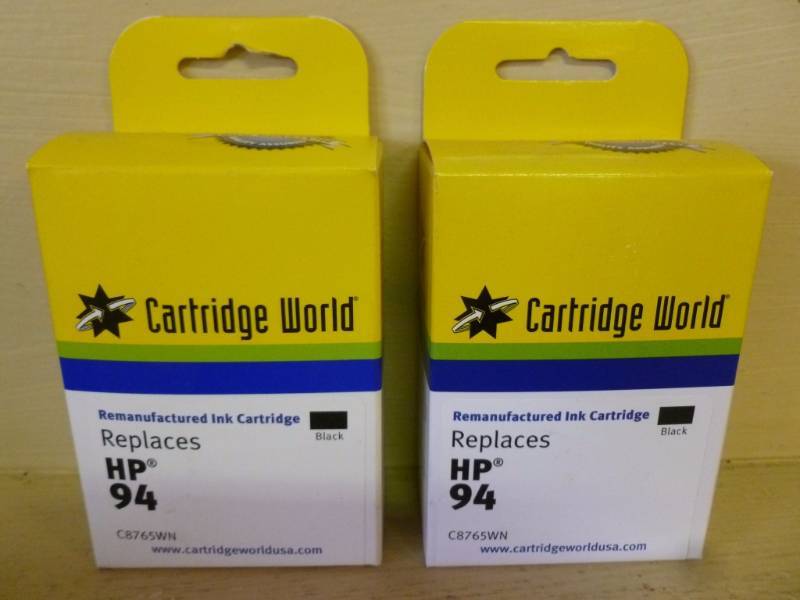 Cartridge World®
Remanufactured Ink Cartridge
Black
Replaces
HP®
94
C8765WN
www.cartridgeworldusa.com
Cartridge World®
Remanufactured Ink Cartridge
Black
Replaces
HP®
94
C8765WN
www.cartridgeworldusa.com